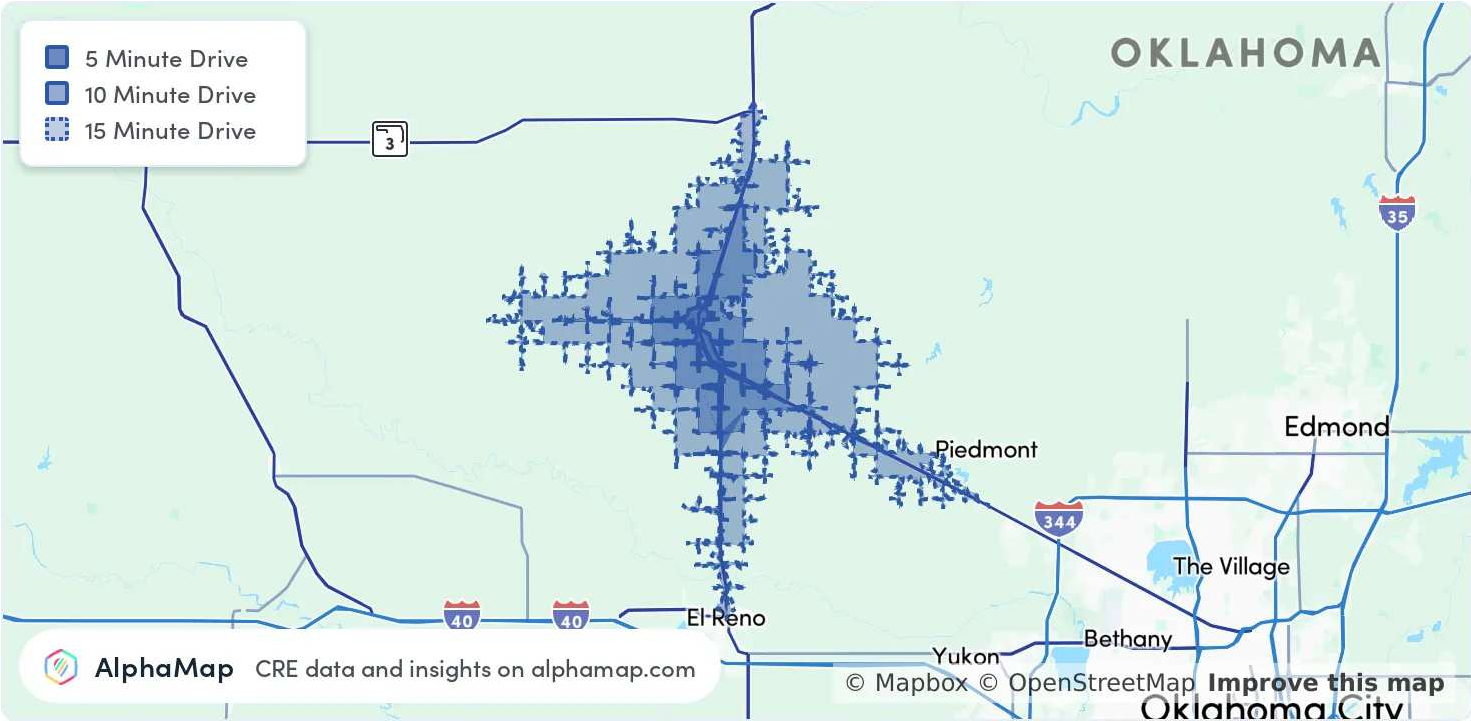 5 Minute Drive
10 Minute Drive
15 Minute Drive
OKLAHOMA
3
35
Edmond
Piedmont
344
The Village
El Reno
40
40
Bethany
Yukon
AlphaMap CRE data and insights on alphamap.com
© Mapbox © OpenStreetMap Improve this map
Oklahoma City